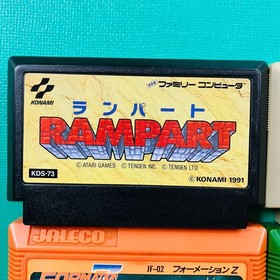 KONAMI
ファミリー コンピュータ
ランパート
RAMPART
© ATARI GAMES © TENGEN INC. © TENGEN LTD
KDS-73
© KONAMI 1991
JALECO
JF-02 フォーメーション Z